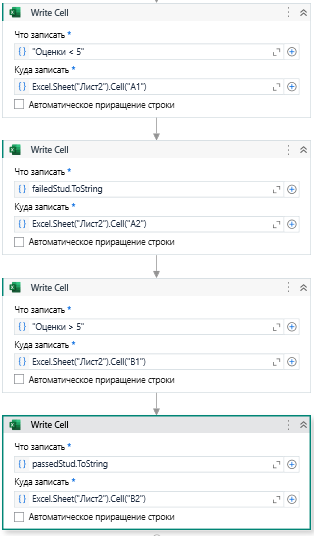 Write Cell
Что записать *
"Оценки < 5"
Куда записать *
Excel.Sheet("Лист2").Cell("A1")
Автоматическое приращение строки
Write Cell
Что записать *
failedStud.ToString
Куда записать *
Excel.Sheet("Лист2").Cell("A2")
Автоматическое приращение строки
Write Cell
Что записать *
"Оценки > 5"
Куда записать *
Excel.Sheet("Лист2").Cell("B1")
Автоматическое приращение строки
Write Cell
Что записать *
passedStud.ToString
Куда записать *
Excel.Sheet("Лист2").Cell("B2")
Автоматическое приращение строки